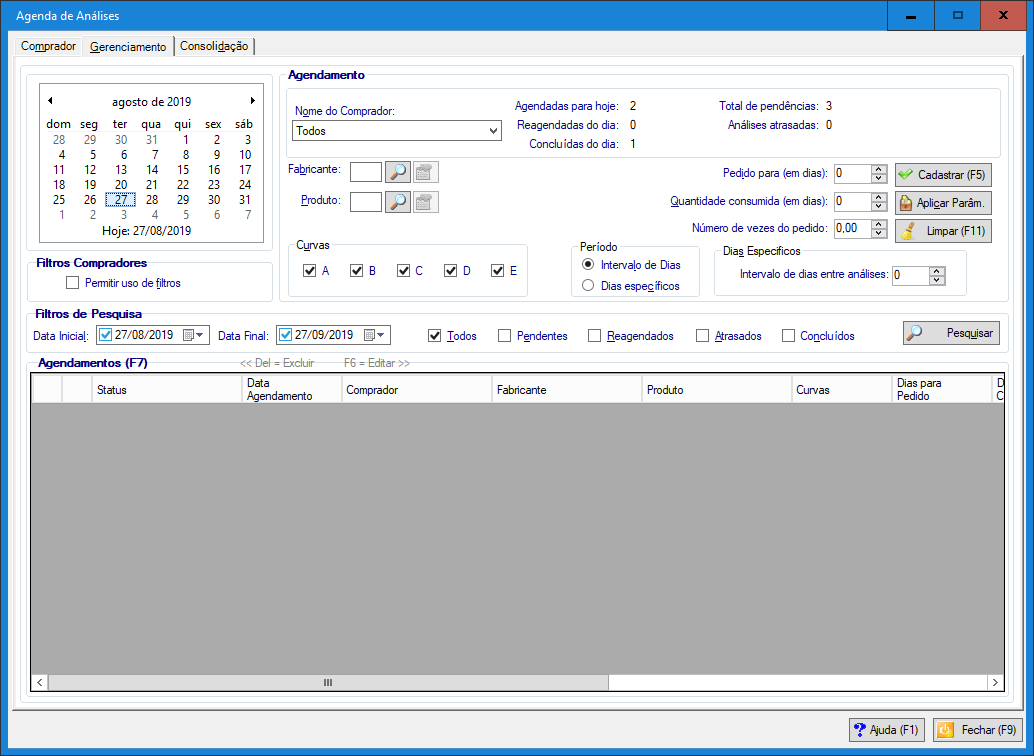 Agenda de Análises
Comprador Gerenciamento Consolidação
agosto de 2019
dom seg ter qua qui sex sáb
28 29 30 31 1 2 3
4 5 6 7 8 9 10
11 12 13 14 15 16 17
18 19 20 21 22 23 24
25 26 27 28 29 30 31
1 2 3 4 5 6 7
Hoje: 27/08/2019
Filtros Compradores
Permitir uso de filtros
Agendamento
Nome do Comprador:
Todos
Agendadas para hoje: 2
Reagendadas do dia: 0
Concluídas do dia: 1
Total de pendências: 3
Análises atrasadas: 0
Fabricante:
Produto:
Pedido para (em dias): 0 Cadastrar (F5)
Quantidade consumida (em dias): 0 Aplicar Parâm.
Número de vezes do pedido: 0,00 Limpar (F11)
Curvas
A B C D E
Período
Intervalo de Dias
Dias específicos
Dias Especificos
Intervalo de dias entre análises: 0
Filtros de Pesquisa
Data Inicial: 27/08/2019 Data Final: 27/09/2019 Todos Pendentes Reagendados Atrasados Concluídos Pesquisar
Agendamentos (F7) << Del = Excluir F6 = Editar >>
Status Data Agendamento Comprador Fabricante Produto Curvas Dias para Pedido D C
Ajuda (F1) Fechar (F9)